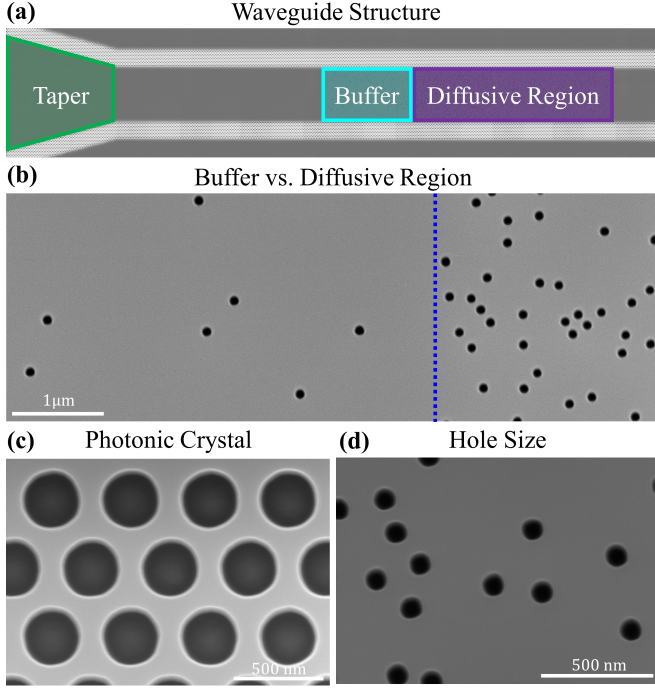 (a) Waveguide Structure
Taper Buffer Diffusive Region
(b) Buffer vs. Diffusive Region
1μm
(c) Photonic Crystal (d) Hole Size
500 nm 500 nm